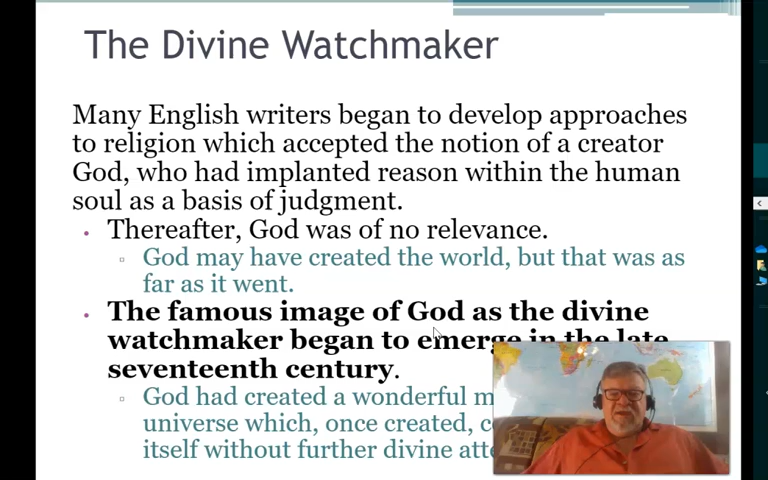 The Divine Watchmaker
Many English writers began to develop approaches
to religion which accepted the notion of a creator
God, who had implanted reason within the human
soul as a basis of judgment.
Thereafter, God was of no relevance.
God may have created the world, but that was as
far as it went.
The famous image of God as the divine
watchmaker began to emerge in the late
seventeenth century.
God had created a wonderful
universe which, once created,
itself without further divine